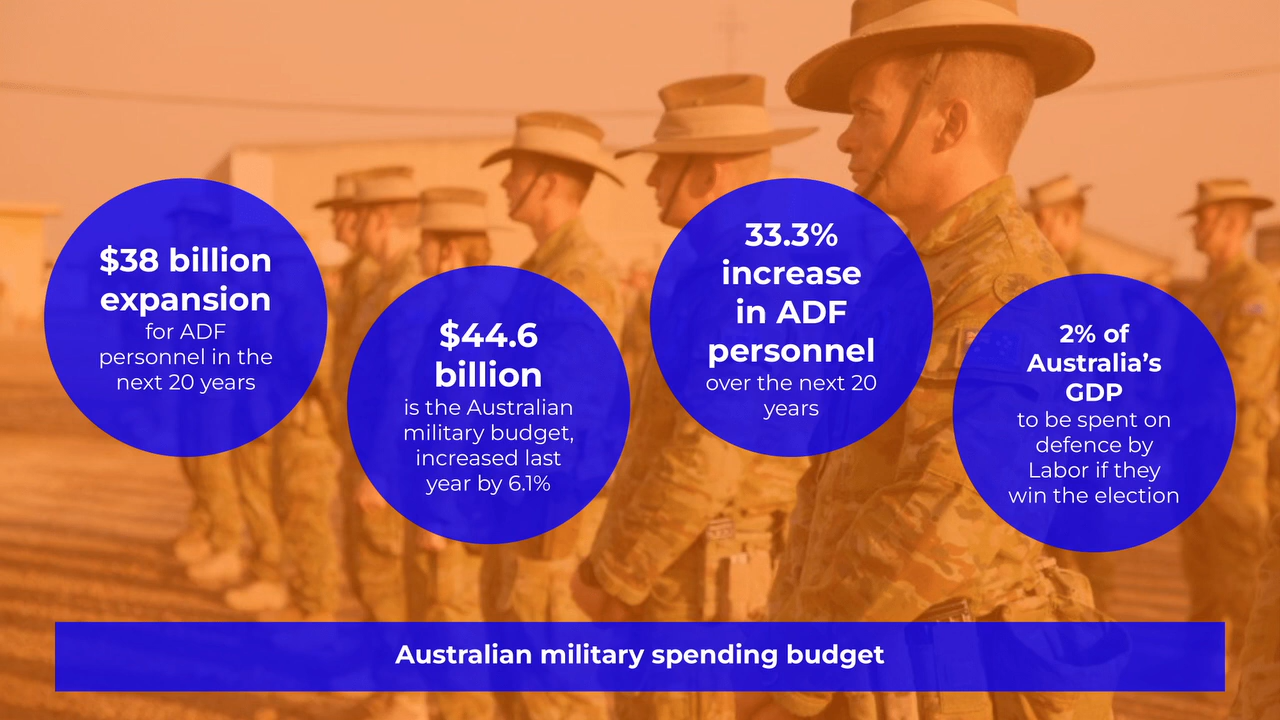 $38 billion
expansion
for ADF
personnel in the
next 20 years
$44.6
billion
is the Australian
military budget,
increased last
year by 6.1%
33.3%
increase
in ADF
personnel
over the next 20
years
2% of
Australia’s
GDP
to be spent on
defence by
Labor if they
win the election
Australian military spending budget